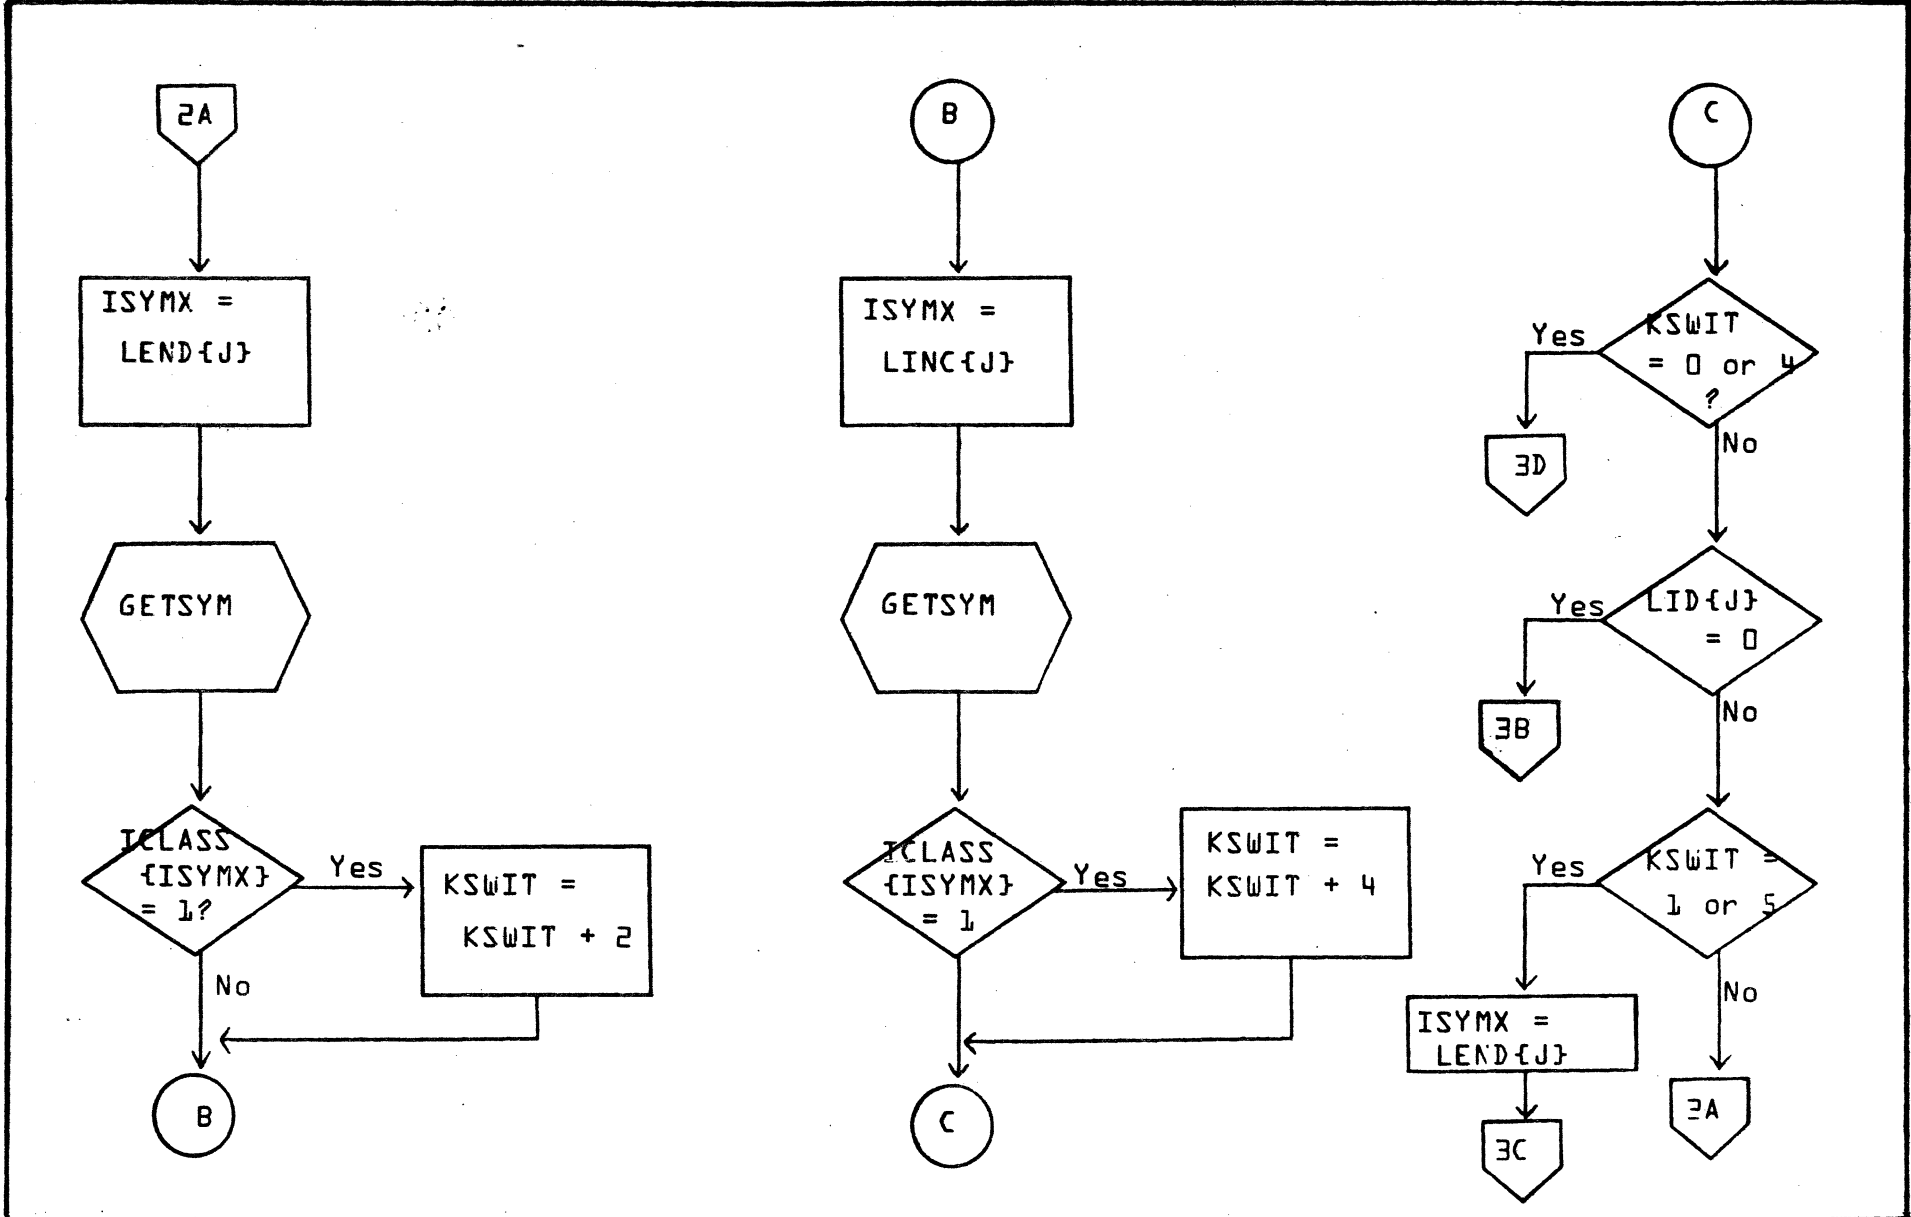 2A
ISYMX =
LEND{J}
GETSYM
ICLASS
{ISYMX}
= 1?
Yes
KSWIT =
KSWIT + 2
No
B
B
ISYMX =
LINC{J}
GETSYM
ICLASS
{ISYMX}
= 1
Yes
KSWIT =
KSWIT + 4
C
C
KSWIT
= 0 or 4
?
Yes
3D
No
LID{J}
= 0
Yes
3B
No
KSWIT =
1 or 5
Yes
ISYMX =
LEND{J}
3C
No
3A